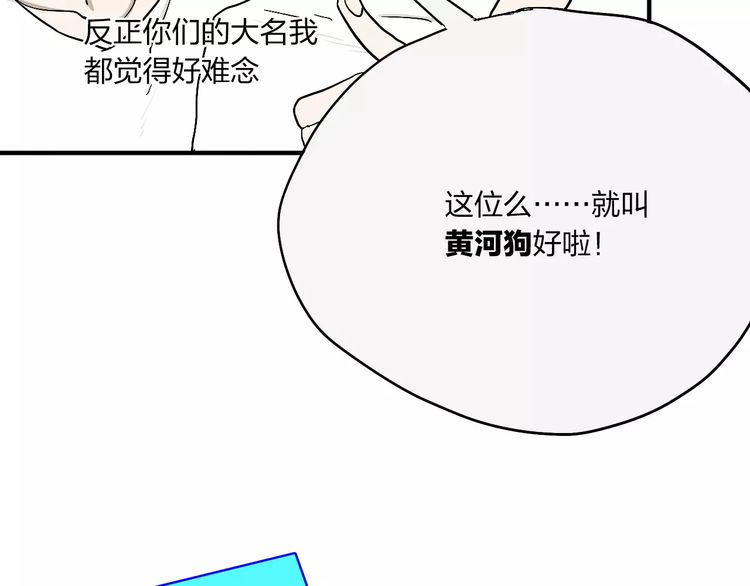 反正你们的大名我
都觉得好难念
这位么……就叫
黄河狗好啦！